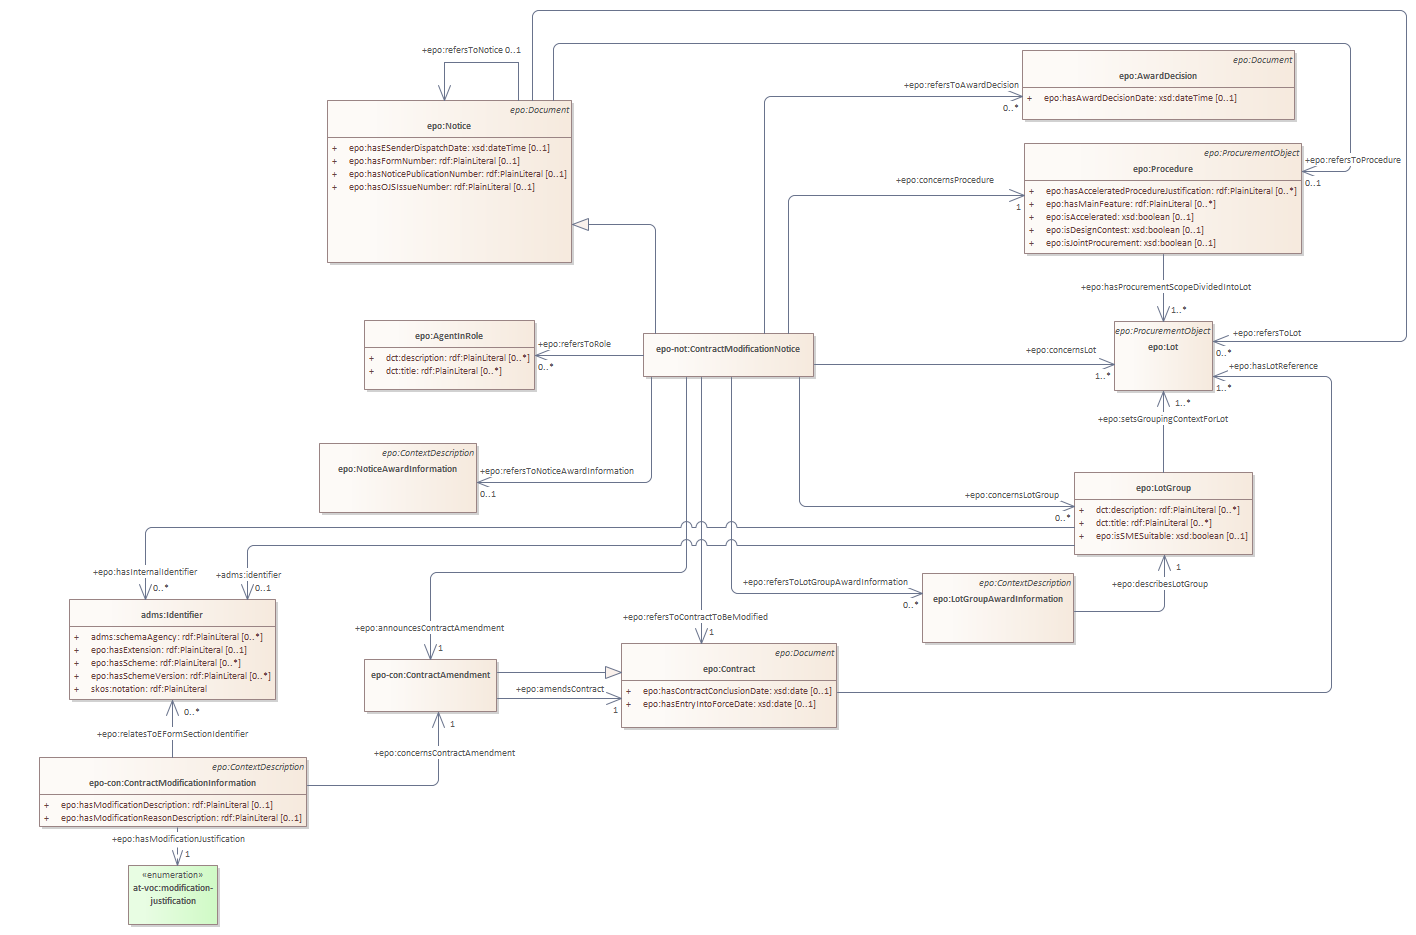 +epo:refersToNotice 0..1
epo:Document
epo:Notice
+ epo:hasESenderDispatchDate: xsd:dateTime [0..1]
+ epo:hasFormNumber: rdf:PlainLiteral [0..1]
+ epo:hasNoticePublicationNumber: rdf:PlainLiteral [0..1]
+ epo:hasOJSIssueNumber: rdf:PlainLiteral [0..1]
+epo:refersToAwardDecision
0..*
epo:Document
epo:AwardDecision
+ epo:hasAwardDecisionDate: xsd:dateTime [0..1]
+epo:refersToProcedure
0..1
+epo:concernsProcedure
1
epo:ProcurementObject
epo:Procedure
+ epo:hasAcceleratedProcedureJustification: rdf:PlainLiteral [0..*]
+ epo:hasMainFeature: rdf:PlainLiteral [0..*]
+ epo:isAccelerated: xsd:boolean [0..1]
+ epo:isDesignContest: xsd:boolean [0..1]
+ epo:isJointProcurement: xsd:boolean [0..1]
+epo:hasProcurementScopeDividedIntoLot
1..*
epo:AgentInRole
+ dct:description: rdf:PlainLiteral [0..*]
+ dct:title: rdf:PlainLiteral [0..*]
+epo:refersToRole
0..*
epo-not:ContractModificationNotice
+epo:concernsLot
1..*
epo:ProcurementObject
epo:Lot
+epo:refersToLot
0..*
+epo:hasLotReference
1..*
1..*
+epo:setsGroupingContextForLot
epo:ContextDescription
epo:NoticeAwardInformation
+epo:refersToNoticeAwardInformation
0..1
+epo:concernsLotGroup
0..*
epo:LotGroup
+ dct:description: rdf:PlainLiteral [0..*]
+ dct:title: rdf:PlainLiteral [0..*]
+ epo:isSMESuitable: xsd:boolean [0..1]
+epo:hasInternalIdentifier
0..*
+adms:identifier
0..1
1
+epo:describesLotGroup
+epo:refersToLotGroupAwardInformation
0..*
epo:ContextDescription
epo:LotGroupAwardInformation
adms:Identifier
+ adms:schemaAgency: rdf:PlainLiteral [0..*]
+ epo:hasExtension: rdf:PlainLiteral [0..1]
+ epo:hasScheme: rdf:PlainLiteral [0..*]
+ epo:hasSchemeVersion: rdf:PlainLiteral [0..*]
+ skos:notation: rdf:PlainLiteral
+epo:announcesContractAmendment
1
+epo:refersToContractToBeModified
1
epo-con:ContractAmendment
+epo:amendsContract
1
epo:Document
epo:Contract
+ epo:hasContractConclusionDate: xsd:date [0..1]
+ epo:hasEntryIntoForceDate: xsd:date [0..1]
0..*
+epo:relatesToEFormSectionIdentifier
1
+epo:concernsContractAmendment
epo:ContextDescription
epo-con:ContractModificationInformation
+ epo:hasModificationDescription: rdf:PlainLiteral [0..1]
+ epo:hasModificationReasonDescription: rdf:PlainLiteral [0..1]
+epo:hasModificationJustification
1
«enumeration»
at-voc:modification-
justification